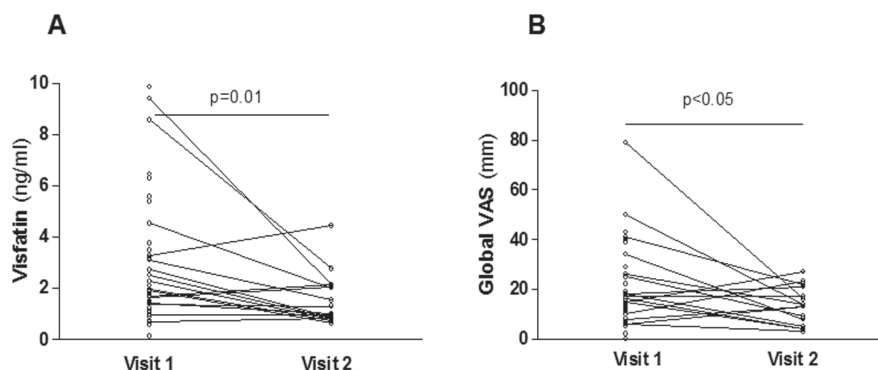 A
Visfatin (ng/ml)
10
8
6
4
2
0
p=0.01
Visit 1
Visit 2
B
Global VAS (mm)
100
80
60
40
20
0
p<0.05
Visit 1
Visit 2